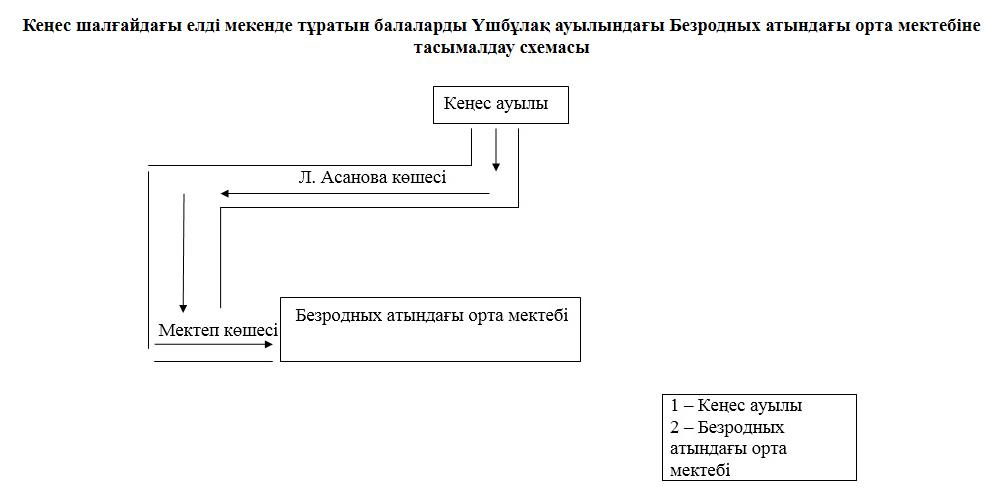 Кеңес шалғайдағы елді мекенде тұратын балаларды Үшбұлақ ауылындағы Безродных атындағы орта мектебіне
тасымалдау схемасы
Кеңес ауылы
Л. Асанова көшесі
Безродных атындағы орта мектебі
Мектеп көшесі
1 – Кеңес ауылы
2 – Безродных
атындағы орта
мектебі